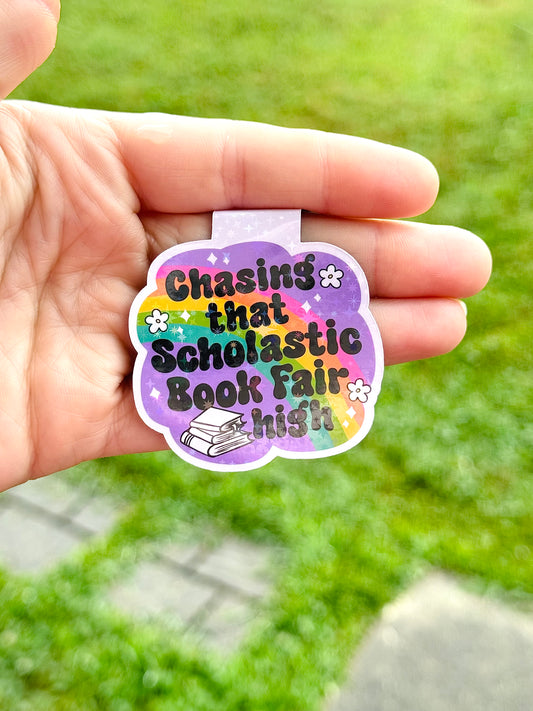 Chasing
that
Scholastic
Book Fair
high